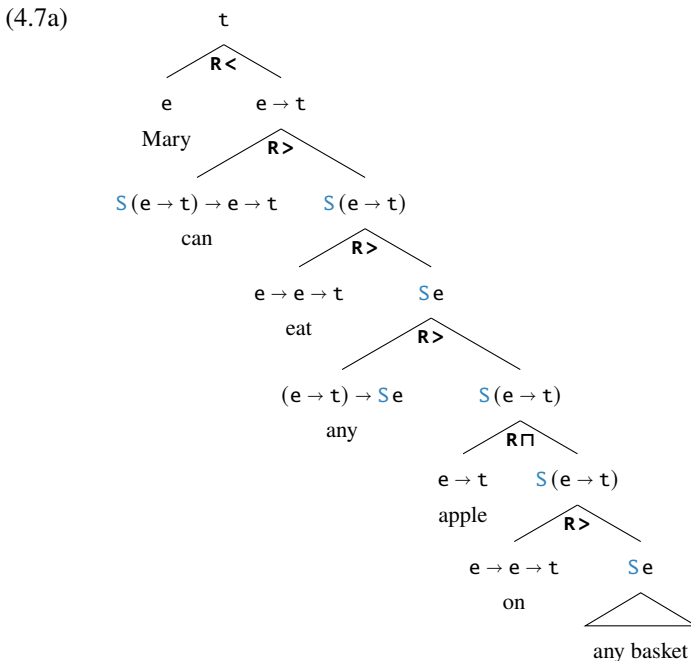 (4.7a)
t
R<
e e → t
Mary
R>
S(e → t) → e → t S(e → t)
can
R>
e → e → t Se
eat
R>
(e → t) → Se S(e → t)
any
R⊓
e → t S(e → t)
apple
R>
e → e → t Se
on
any basket